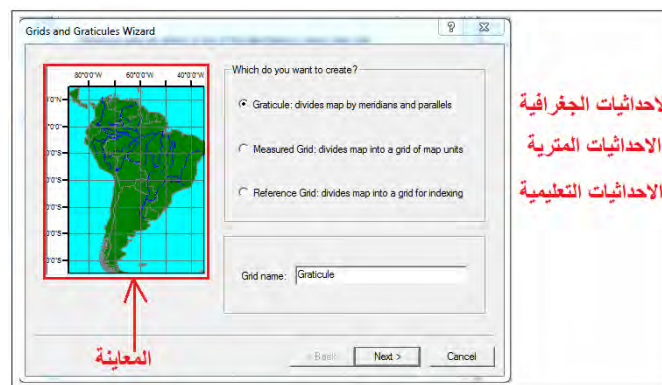 Grids and Graticules Wizard
Which do you want to create?
80°0'0"W 60°0'0"W 40°0'0"W
Graticule: divides map by meridians and parallels
Measured Grid: divides map into a grid of map units
Reference Grid: divides map into a grid for indexing
الاحداثيات الجغرافية
الاحداثيات المترية
الاحداثيات التعليمية
Grid name: Graticule
المعاينة
< Back Next > Cancel